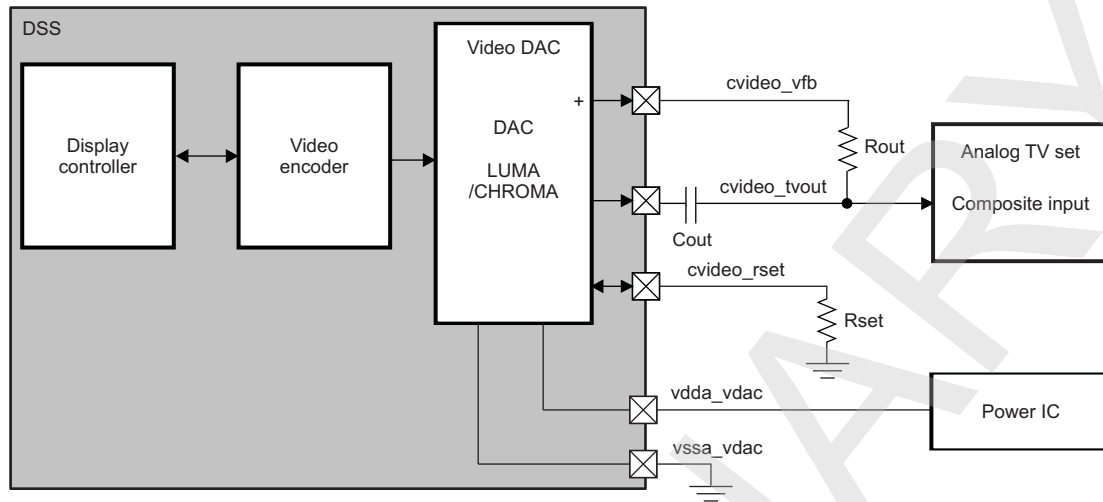 DSS
Display
controller
Video
encoder
Video DAC
+
DAC
LUMA
/CHROMA
cvideo_vfb
Rout
cvideo_tvout
Cout
cvideo_rset
Rset
vdda_vdac
vssa_vdac
Analog TV set
Composite input
Power IC